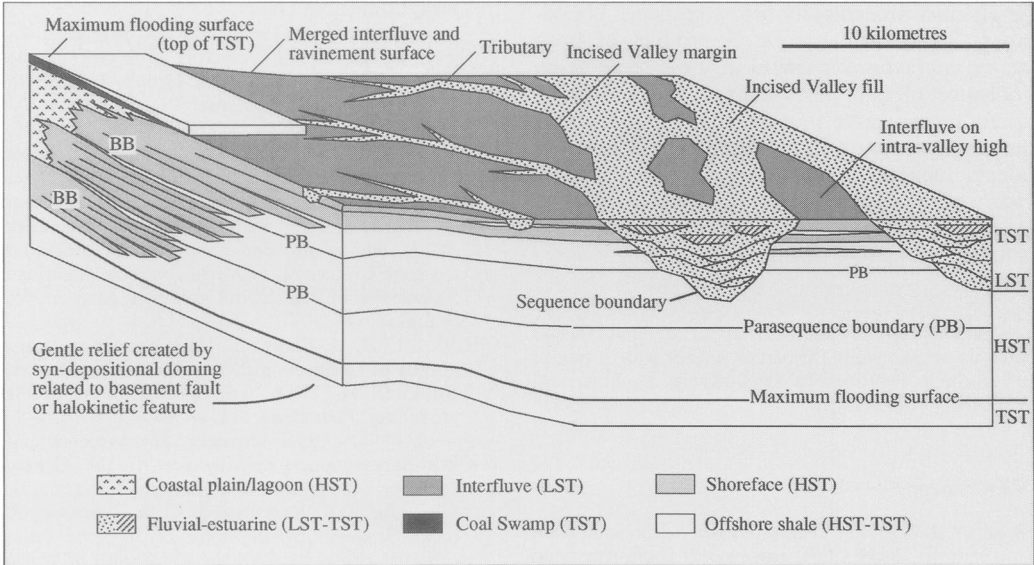 Maximum flooding surface
(top of TST)
Merged interfluve and
ravinement surface
Tributary
Incised Valley margin
10 kilometres
Incised Valley fill
Interfluve on
intra-valley high
BB
BB
PB
PB
PB
TST
LST
HST
TST
Sequence boundary
Parasequence boundary (PB)
Maximum flooding surface
Gentle relief created by
syn-depositional doming
related to basement fault
or halokinetic feature
Coastal plain/lagoon (HST)
Interfluve (LST)
Shoreface (HST)
Fluvial-estuarine (LST-TST)
Coal Swamp (TST)
Offshore shale (HST-TST)